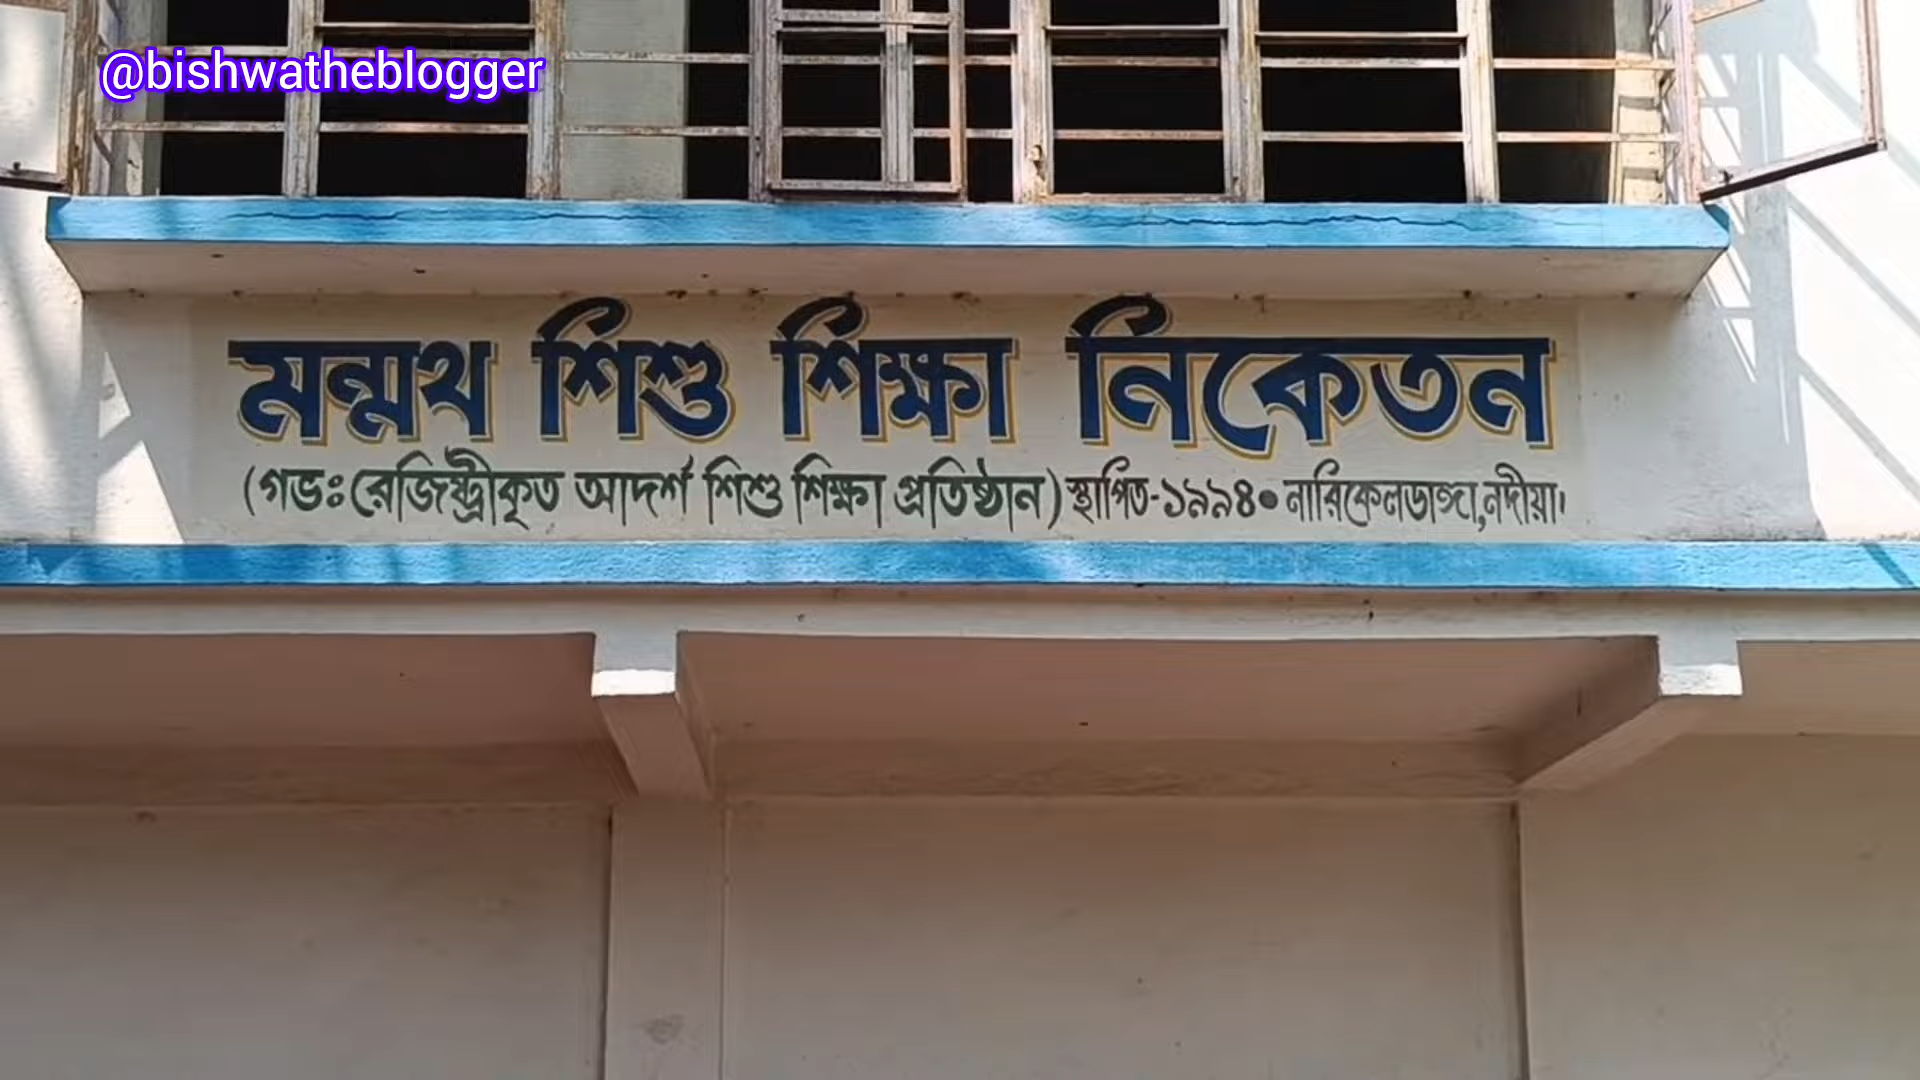 @bishwatheblogger
মন্মথ শিশু শিক্ষা নিকেতন
(গভঃ রেজিষ্ট্রীকৃত আদর্শ শিশু শিক্ষা প্রতিষ্ঠান) স্থাপিত-১৯৯৪• নারিকেলডাঙ্গা, নদীয়া।